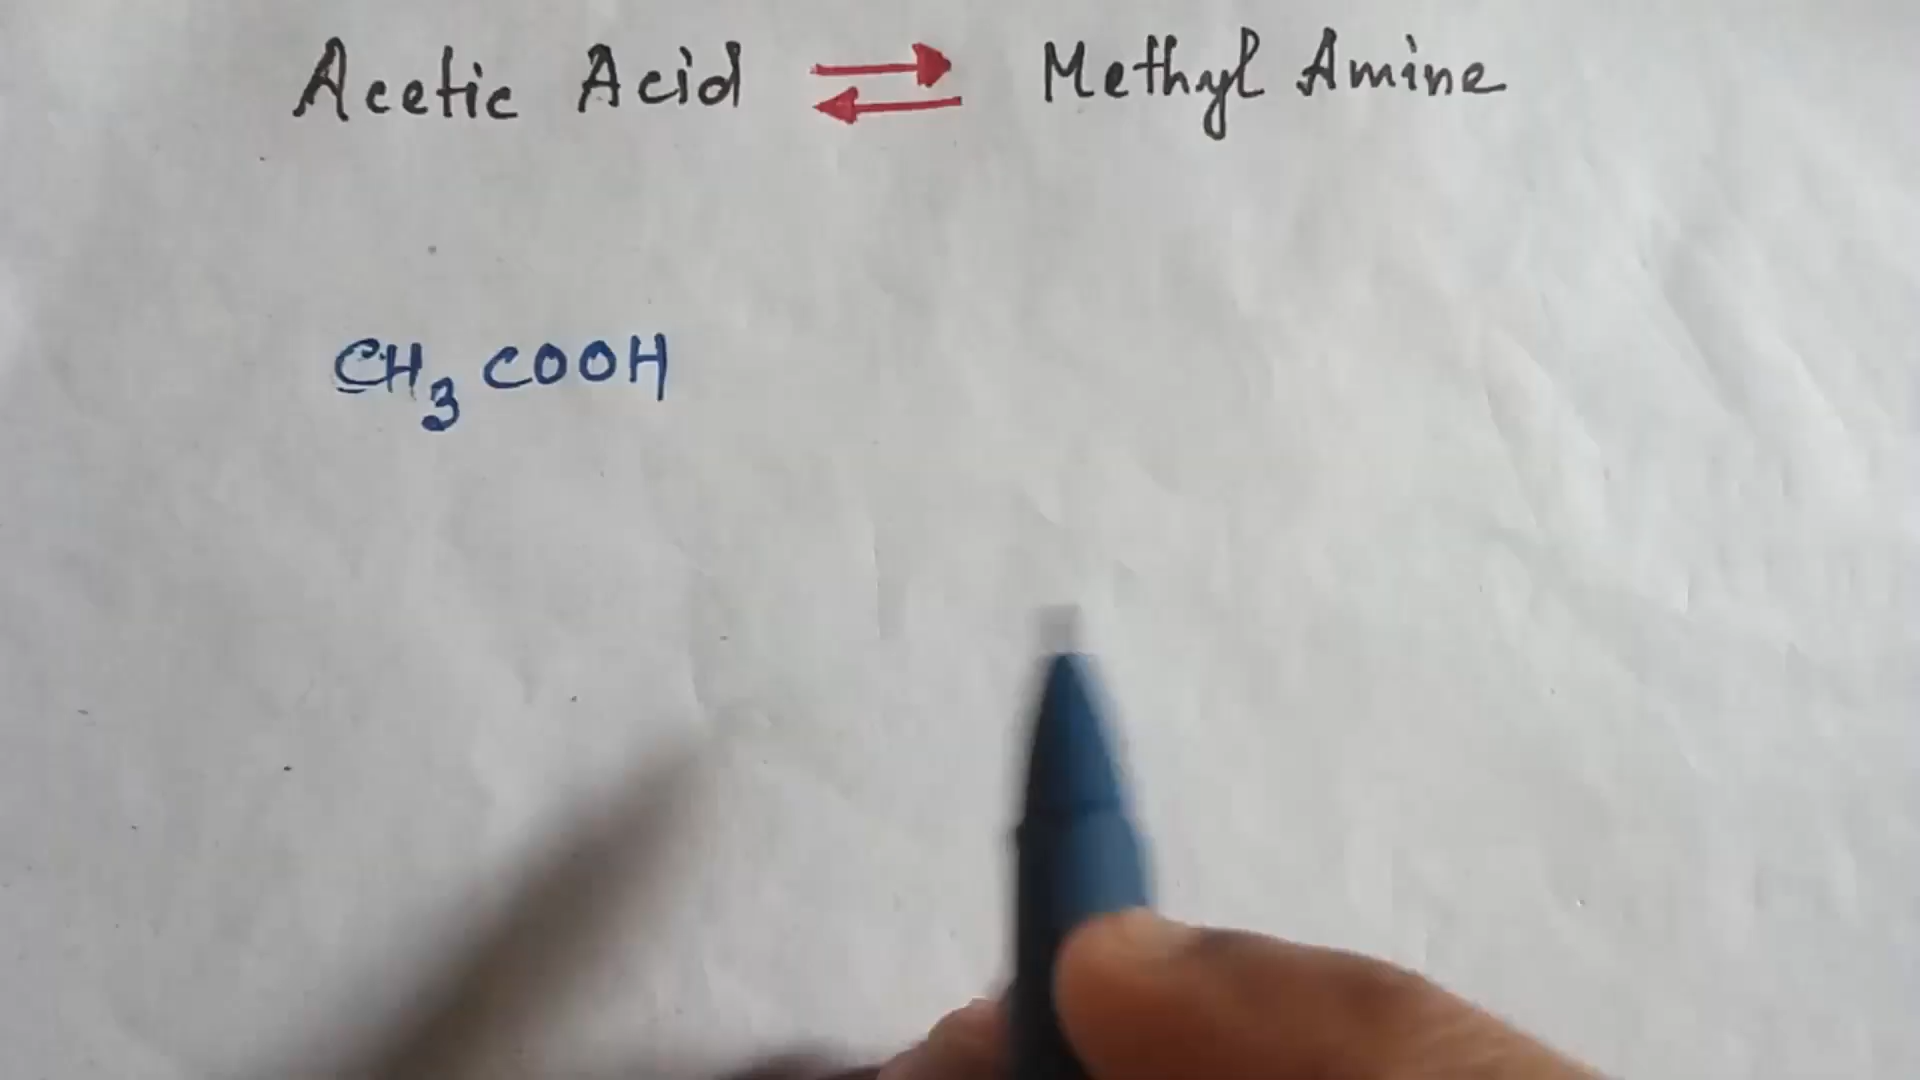 Acetic Acid ⇌ Methyl Amine
CH₃COOH